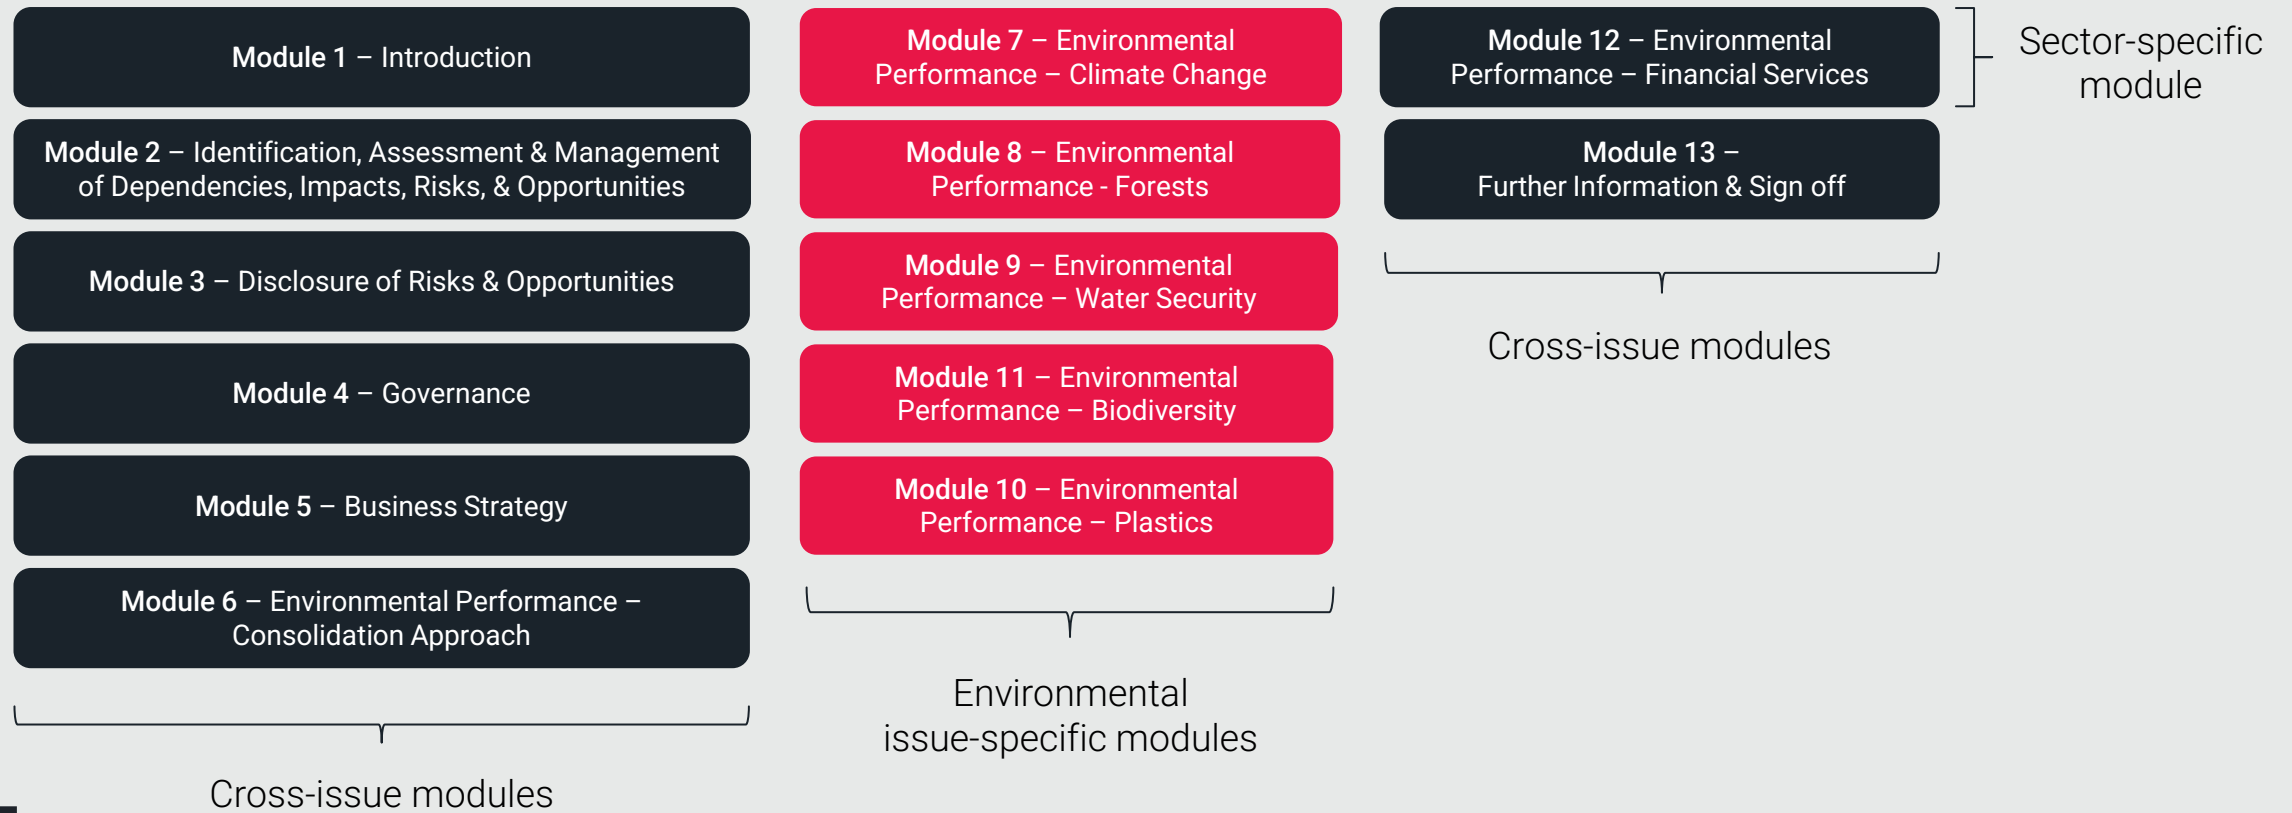 Module 1 – Introduction
Module 2 – Identification, Assessment & Management
of Dependencies, Impacts, Risks, & Opportunities
Module 3 – Disclosure of Risks & Opportunities
Module 4 – Governance
Module 5 – Business Strategy
Module 6 – Environmental Performance –
Consolidation Approach
Cross-issue modules
Module 7 – Environmental
Performance – Climate Change
Module 8 – Environmental
Performance - Forests
Module 9 – Environmental
Performance – Water Security
Module 11 – Environmental
Performance – Biodiversity
Module 10 – Environmental
Performance – Plastics
Environmental
issue-specific modules
Module 12 – Environmental
Performance – Financial Services
Module 13 –
Further Information & Sign off
Cross-issue modules
Sector-specific
module